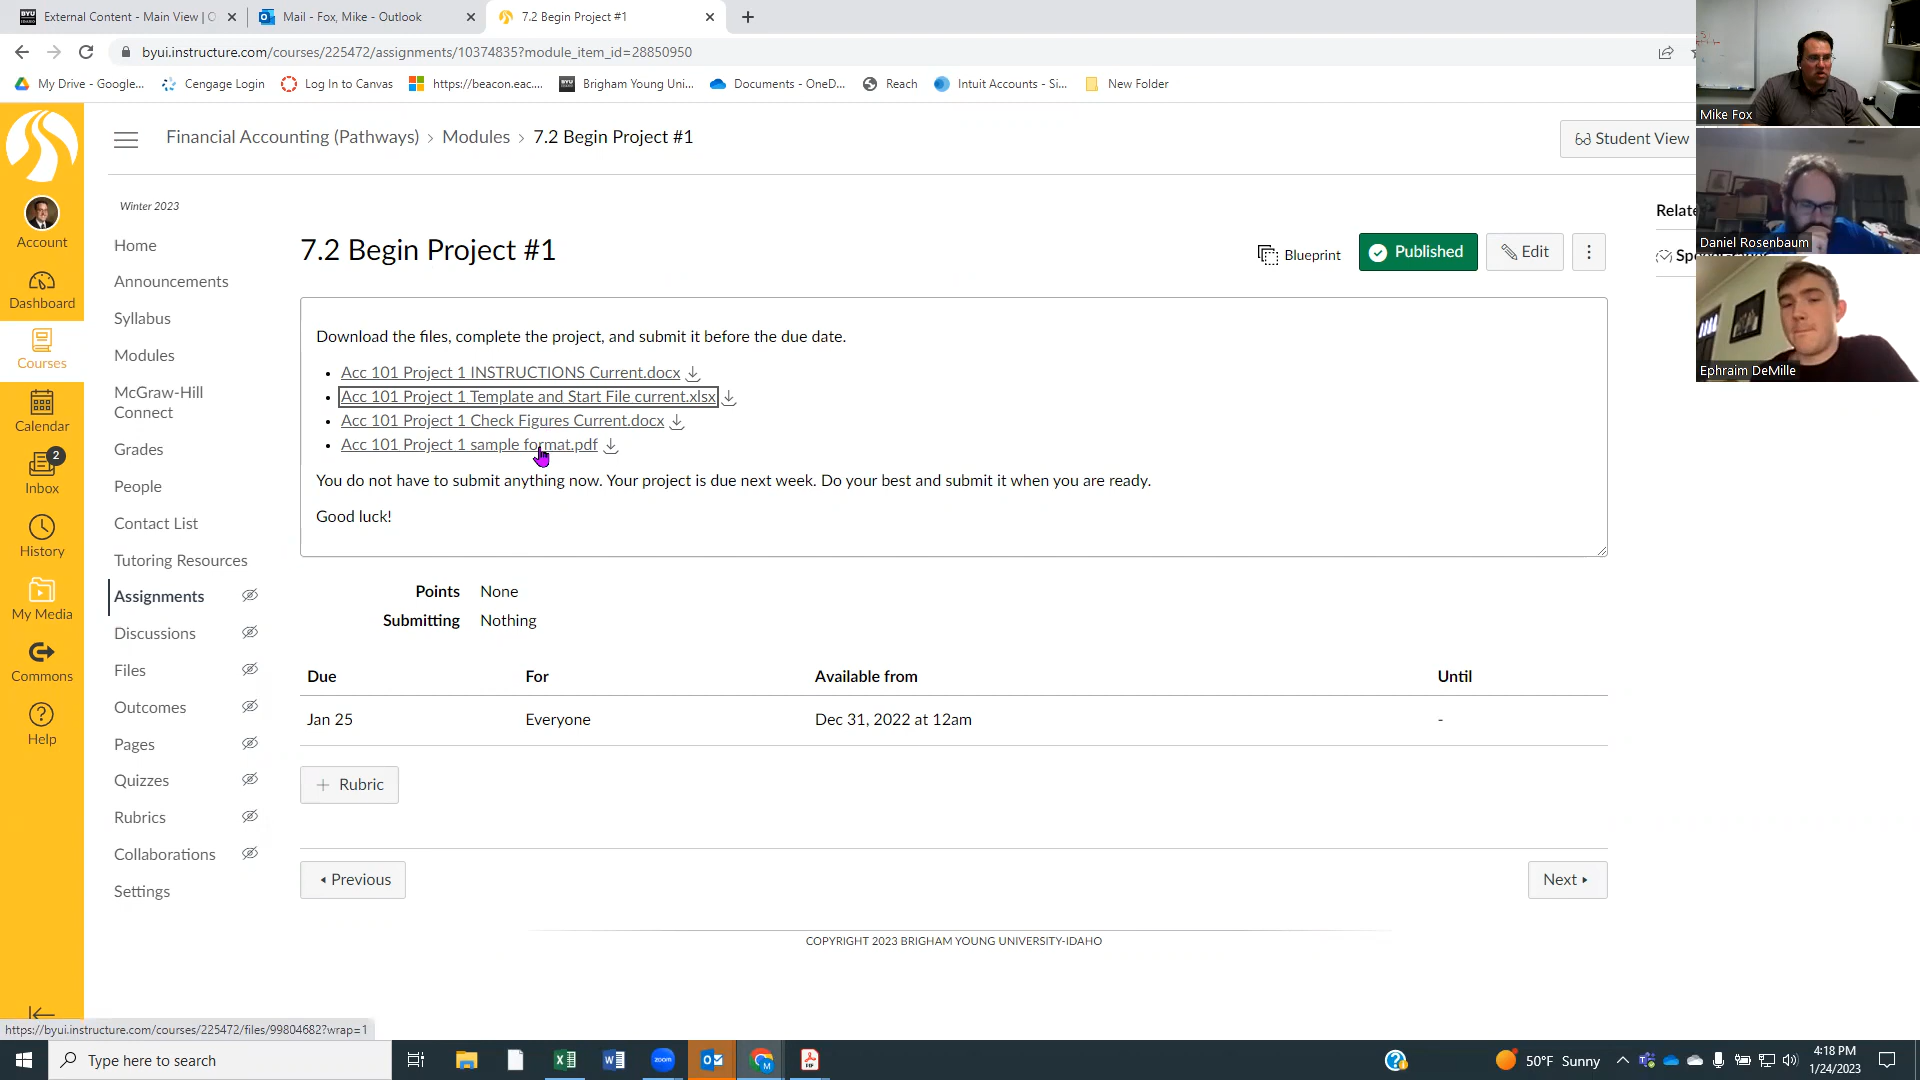 External Content - Main View | O
Mail - Fox, Mike - Outlook
7.2 Begin Project #1
byui.instructure.com/courses/225472/assignments/10374835?module_item_id=28850950
My Drive - Google...
Cengage Login
Log In to Canvas
https://beacon.eac....
Brigham Young Uni...
Documents - OneD...
Reach
Intuit Accounts - Si...
New Folder
Mike Fox
Daniel Rosenbaum
Ephraim DeMille
Account
Dashboard
Courses
Calendar
2
Inbox
History
My Media
Commons
Help
Financial Accounting (Pathways) › Modules › 7.2 Begin Project #1
Student View
Winter 2023
Home
Announcements
Syllabus
Modules
McGraw-Hill
Connect
Grades
People
Contact List
Tutoring Resources
Assignments
Discussions
Files
Outcomes
Pages
Quizzes
Rubrics
Collaborations
Settings
7.2 Begin Project #1
Blueprint
Published
Edit
Download the files, complete the project, and submit it before the due date.
• Acc 101 Project 1 INSTRUCTIONS Current.docx
• Acc 101 Project 1 Template and Start File current.xlsx
• Acc 101 Project 1 Check Figures Current.docx
• Acc 101 Project 1 sample format.pdf
You do not have to submit anything now. Your project is due next week. Do your best and submit it when you are ready.
Good luck!
Points None
Submitting Nothing
Due For Available from Until
Jan 25 Everyone Dec 31, 2022 at 12am -
+ Rubric
Previous
Next
COPYRIGHT 2023 BRIGHAM YOUNG UNIVERSITY-IDAHO
https://byui.instructure.com/courses/225472/files/99804682?wrap=1
Type here to search
zoom
50°F Sunny
4:18 PM
1/24/2023